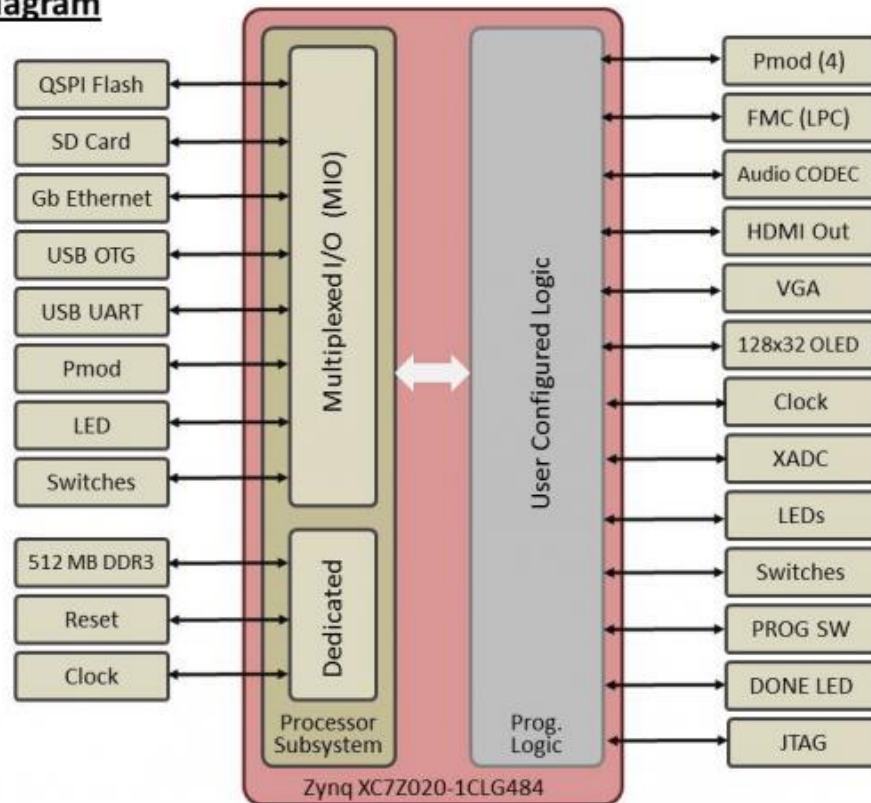 QSPI Flash
SD Card
Gb Ethernet
USB OTG
USB UART
Pmod
LED
Switches
512 MB DDR3
Reset
Clock
Multiplexed I/O (MIO)
Dedicated
Processor
Subsystem
User Configured Logic
Prog.
Logic
Zynq XC7Z020-1CLG484
Pmod (4)
FMC (LPC)
Audio CODEC
HDMI Out
VGA
128x32 OLED
Clock
XADC
LEDs
Switches
PROG SW
DONE LED
JTAG